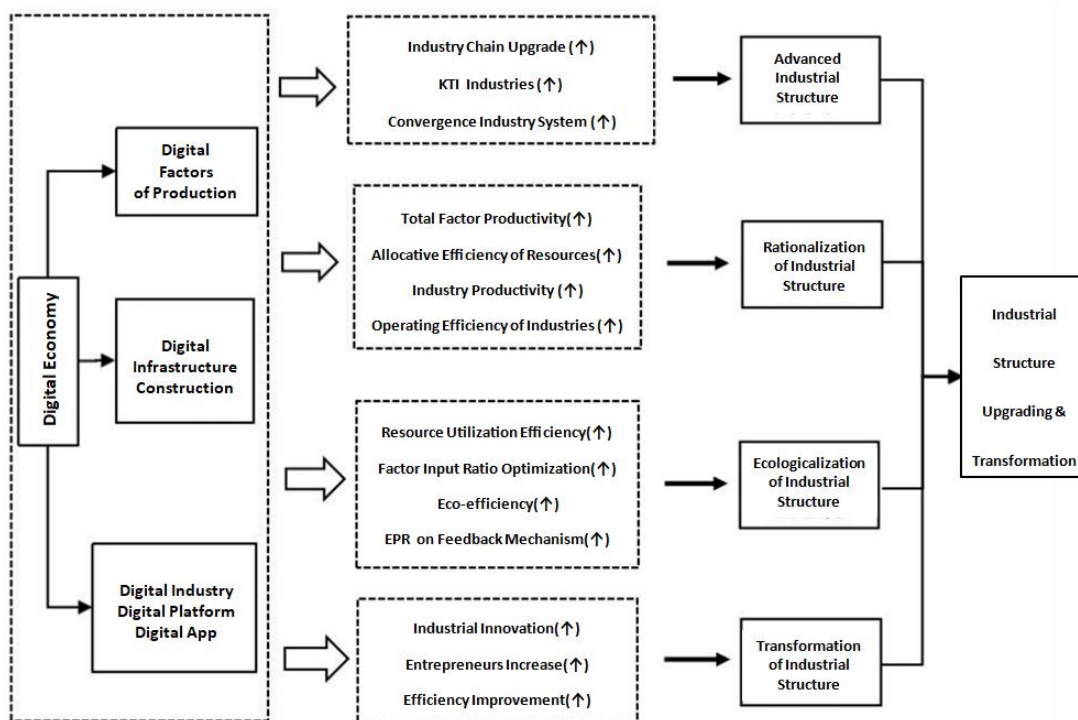 Digital Economy
Digital
Factors
of Production
Digital
Infrastructure
Construction
Digital Industry
Digital Platform
Digital App
Industry Chain Upgrade (↑)
KTI Industries (↑)
Convergence Industry System (↑)
Total Factor Productivity(↑)
Allocative Efficiency of Resources(↑)
Industry Productivity (↑)
Operating Efficiency of Industries (↑)
Resource Utilization Efficiency(↑)
Factor Input Ratio Optimization(↑)
Eco-efficiency(↑)
EPR on Feedback Mechanism(↑)
Industrial Innovation(↑)
Entrepreneurs Increase(↑)
Efficiency Improvement(↑)
Advanced
Industrial
Structure
Rationalization
of Industrial
Structure
Ecologicalization
of Industrial
Structure
Transformation
of Industrial
Structure
Industrial
Structure
Upgrading &
Transformation